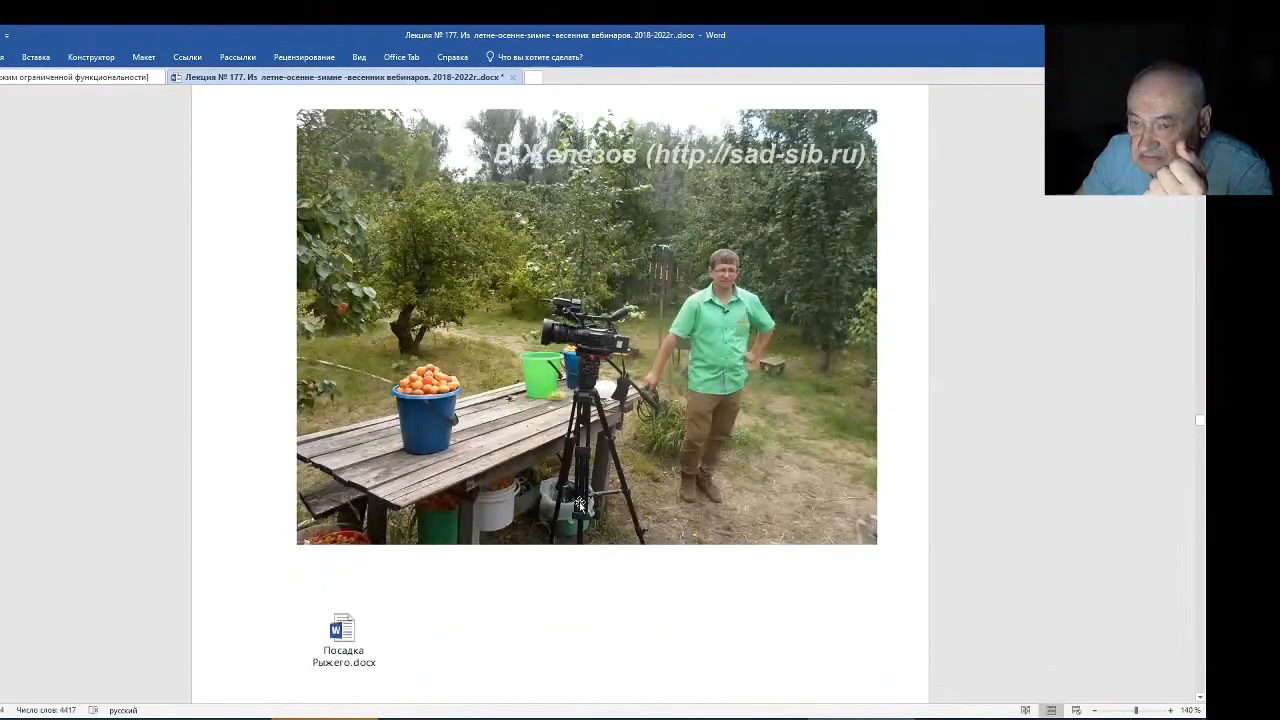 Лекция № 177. Из летне-осенне-зимне -весенних вебинаров. 2018-2022г..docx - Word
Вставка Конструктор Макет Ссылки Рассылки Рецензирование Вид Office Tab Справка Что вы хотите сделать?
жим ограниченной функциональности] Лекция № 177. Из летне-осенне-зимне -весенних вебинаров. 2018-2022г..docx *
В.Железов (http://sad-sib.ru)
Посадка
Рыжего.docx
4 Число слов: 4417 русский 140 %